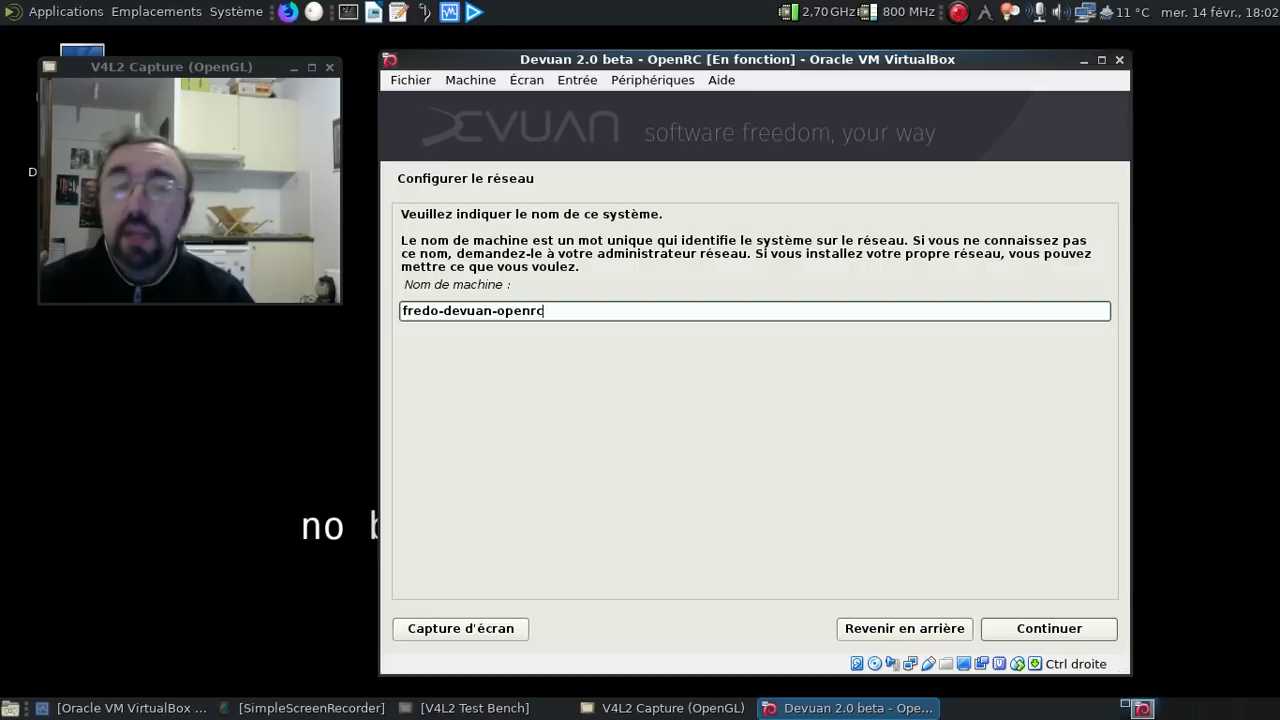 Applications Emplacements Système
2,70 GHz 800 MHz 11 °C mer. 14 févr., 18:02
V4L2 Capture (OpenGL)
D
no
Devuan 2.0 beta - OpenRC [En fonction] - Oracle VM VirtualBox
Fichier Machine Écran Entrée Périphériques Aide
DEVUAN software freedom, your way
Configurer le réseau
Veuillez indiquer le nom de ce système.
Le nom de machine est un mot unique qui identifie le système sur le réseau. Si vous ne connaissez pas
ce nom, demandez-le à votre administrateur réseau. Si vous installez votre propre réseau, vous pouvez
mettre ce que vous voulez.
Nom de machine :
fredo-devuan-openrc
Capture d'écran Revenir en arrière Continuer
Ctrl droite
[Oracle VM VirtualBox ... [SimpleScreenRecorder] [V4L2 Test Bench] V4L2 Capture (OpenGL) Devuan 2.0 beta - Ope...